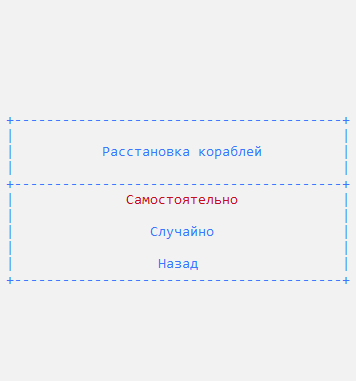 Расстановка кораблей
Самостоятельно
Случайно
Назад